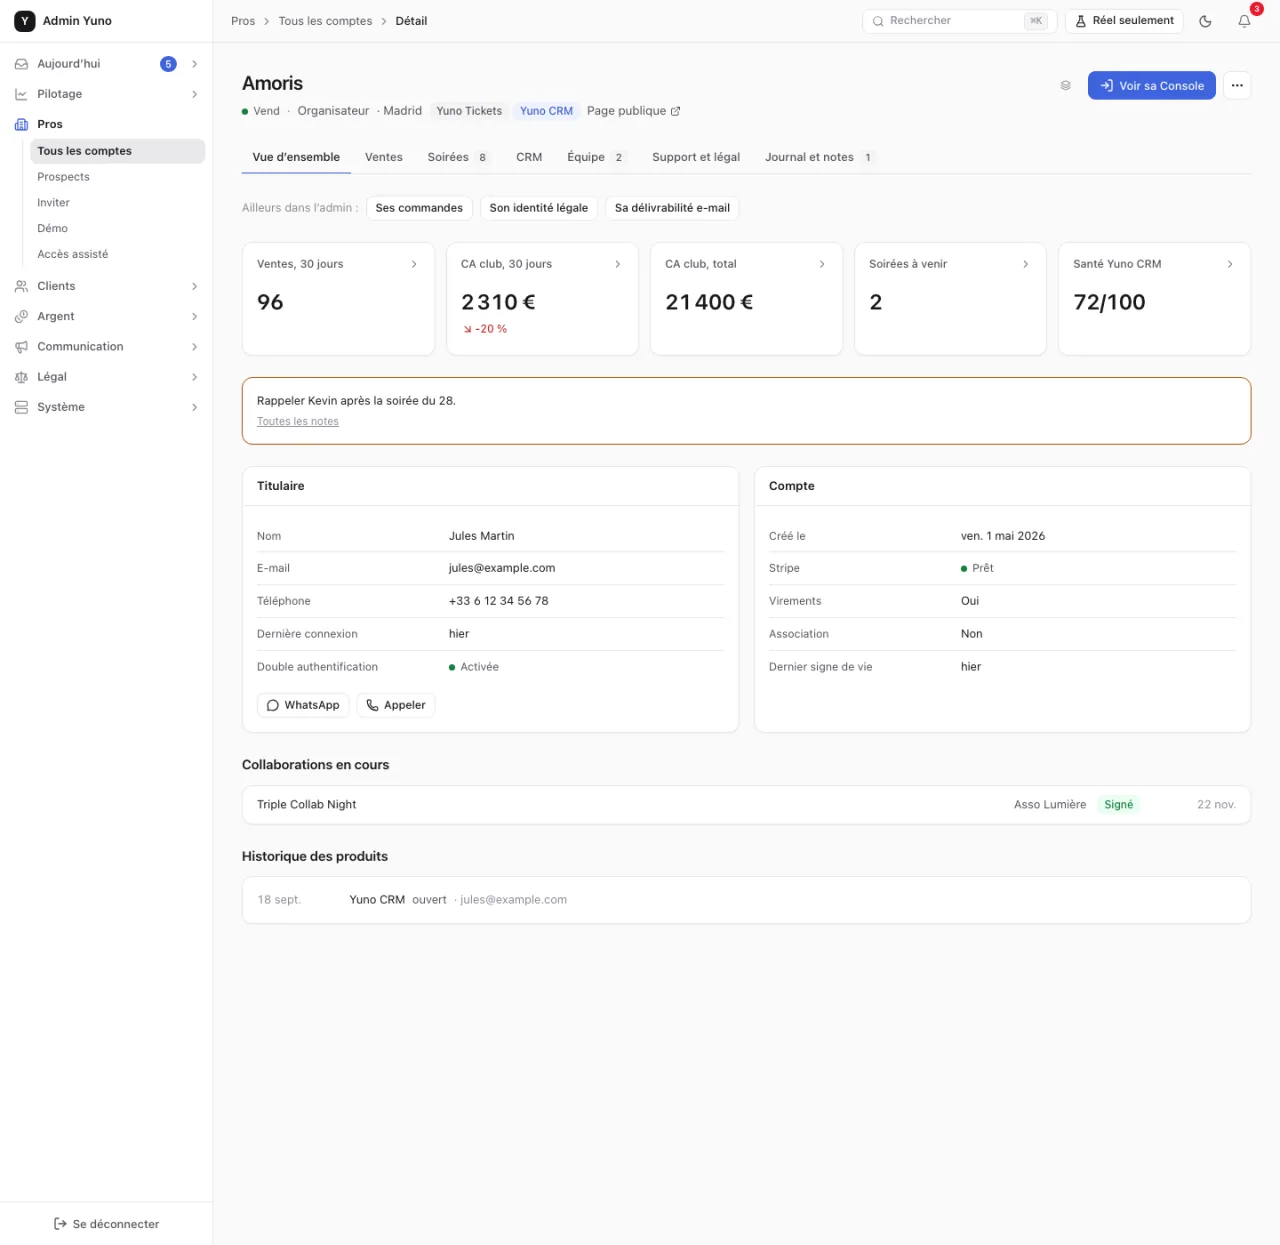 Y Admin Yuno
Pros > Tous les comptes > Détail
Rechercher ⌘K
Réel seulement
3
Aujourd'hui 5
Pilotage
Pros
Tous les comptes
Prospects
Inviter
Démo
Accès assisté
Clients
Argent
Communication
Légal
Système
Se déconnecter
Amoris
Vend · Organisateur · Madrid Yuno Tickets Yuno CRM Page publique
Voir sa Console
Vue d'ensemble Ventes Soirées 8 CRM Équipe 2 Support et légal Journal et notes 1
Ailleurs dans l'admin : Ses commandes Son identité légale Sa délivrabilité e-mail
Ventes, 30 jours
96
CA club, 30 jours
2 310 €
-20 %
CA club, total
21 400 €
Soirées à venir
2
Santé Yuno CRM
72/100
Rappeler Kevin après la soirée du 28.
Toutes les notes
Titulaire
Nom Jules Martin
E-mail jules@example.com
Téléphone +33 6 12 34 56 78
Dernière connexion hier
Double authentification Activée
WhatsApp Appeler
Compte
Créé le ven. 1 mai 2026
Stripe Prêt
Virements Oui
Association Non
Dernier signe de vie hier
Collaborations en cours
Triple Collab Night Asso Lumière Signé 22 nov.
Historique des produits
18 sept. Yuno CRM ouvert · jules@example.com